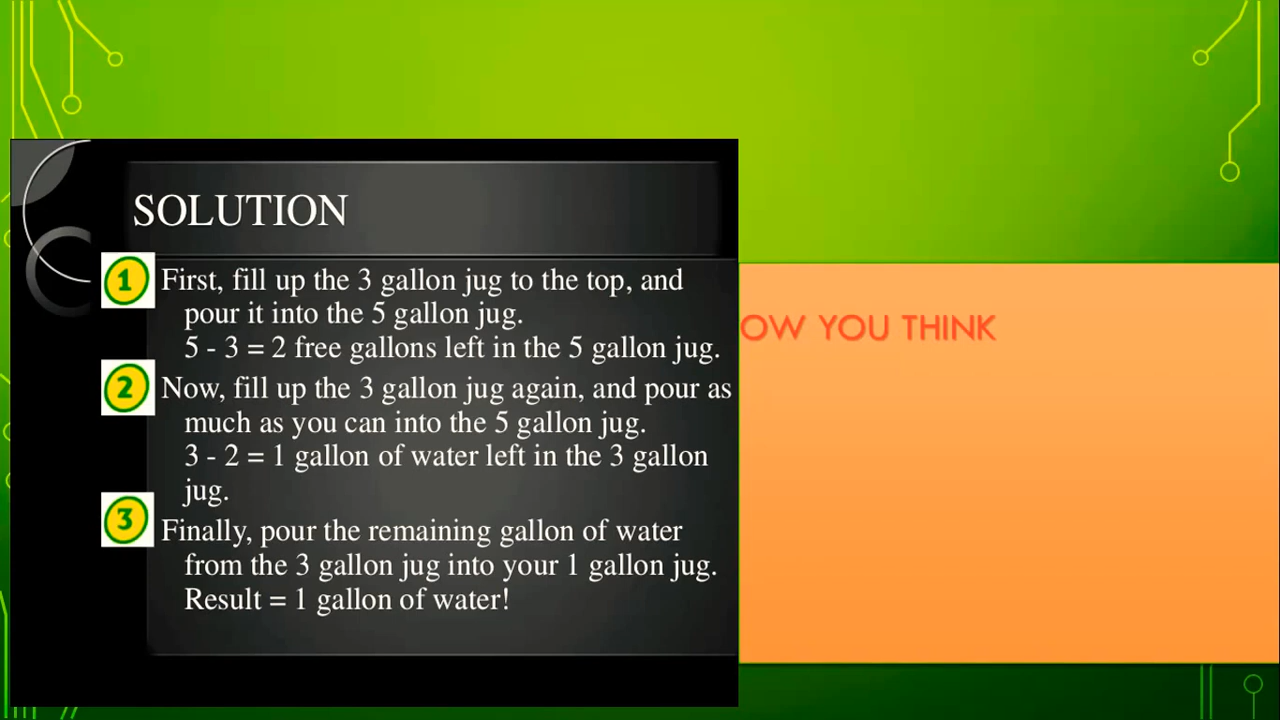 SOLUTION
1 First, fill up the 3 gallon jug to the top, and
pour it into the 5 gallon jug.
5 - 3 = 2 free gallons left in the 5 gallon jug.
2 Now, fill up the 3 gallon jug again, and pour as
much as you can into the 5 gallon jug.
3 - 2 = 1 gallon of water left in the 3 gallon
jug.
3 Finally, pour the remaining gallon of water
from the 3 gallon jug into your 1 gallon jug.
Result = 1 gallon of water!
OW YOU THINK